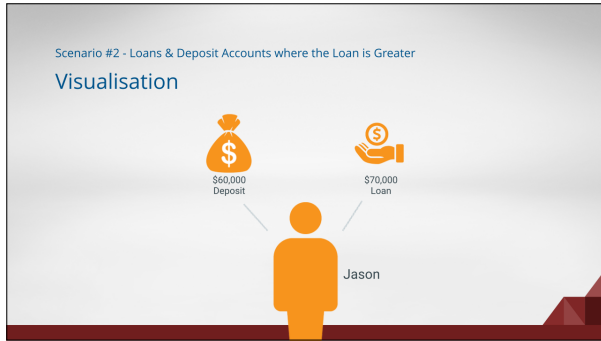 Scenario #2 - Loans & Deposit Accounts where the Loan is Greater
Visualisation
$
$
$60,000
Deposit
$70,000
Loan
Jason